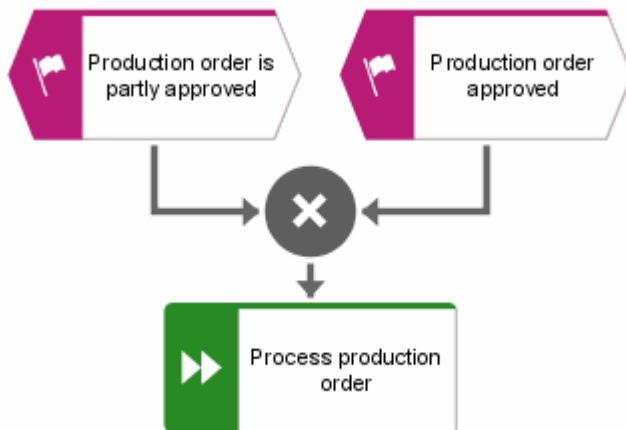 Production order is
partly approved
Production order
approved
Process production
order